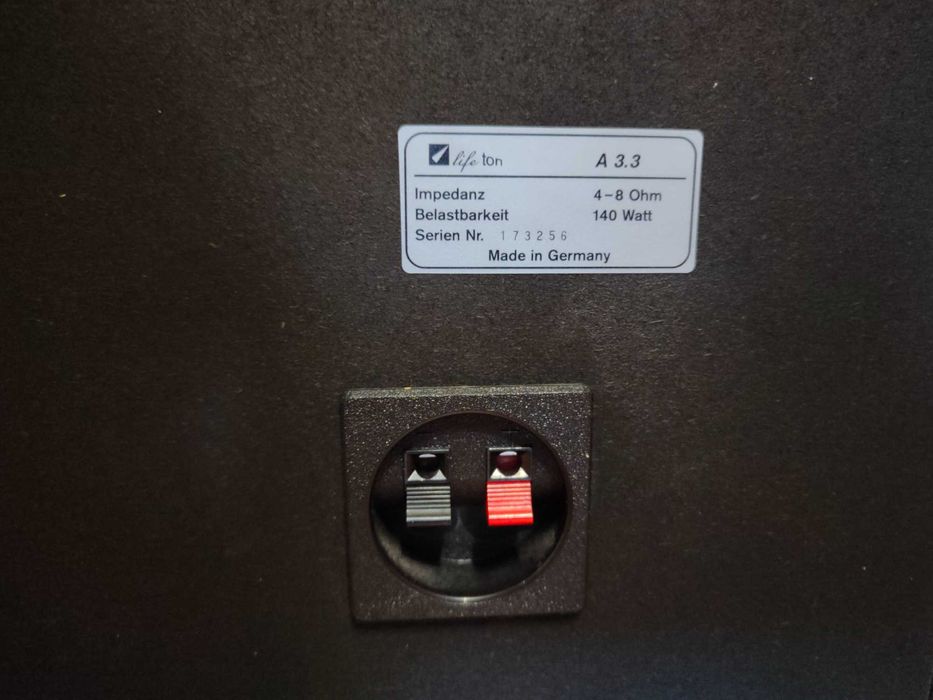 life ton A 3.3
Impedanz 4-8 Ohm
Belastbarkeit 140 Watt
Serien Nr. 173256
Made in Germany
- +